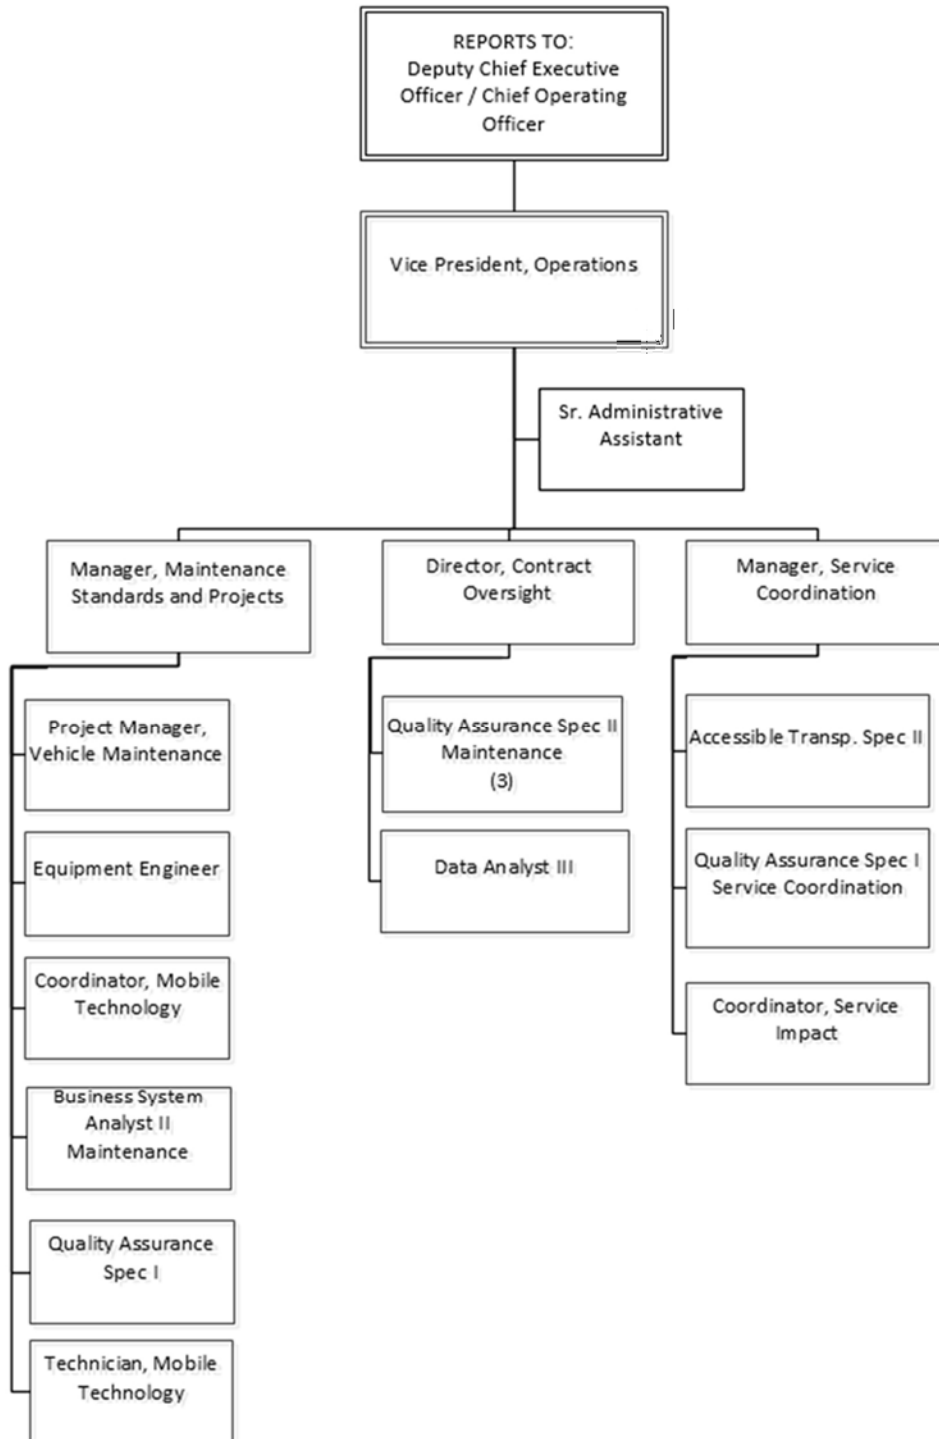 REPORTS TO:
Deputy Chief Executive
Officer / Chief Operating
Officer
Vice President, Operations
Sr. Administrative
Assistant
Manager, Maintenance
Standards and Projects
Director, Contract
Oversight
Manager, Service
Coordination
Project Manager,
Vehicle Maintenance
Equipment Engineer
Coordinator, Mobile
Technology
Business System
Analyst II
Maintenance
Quality Assurance
Spec I
Technician, Mobile
Technology
Quality Assurance Spec II
Maintenance
(3)
Data Analyst III
Accessible Transp. Spec II
Quality Assurance Spec I
Service Coordination
Coordinator, Service
Impact